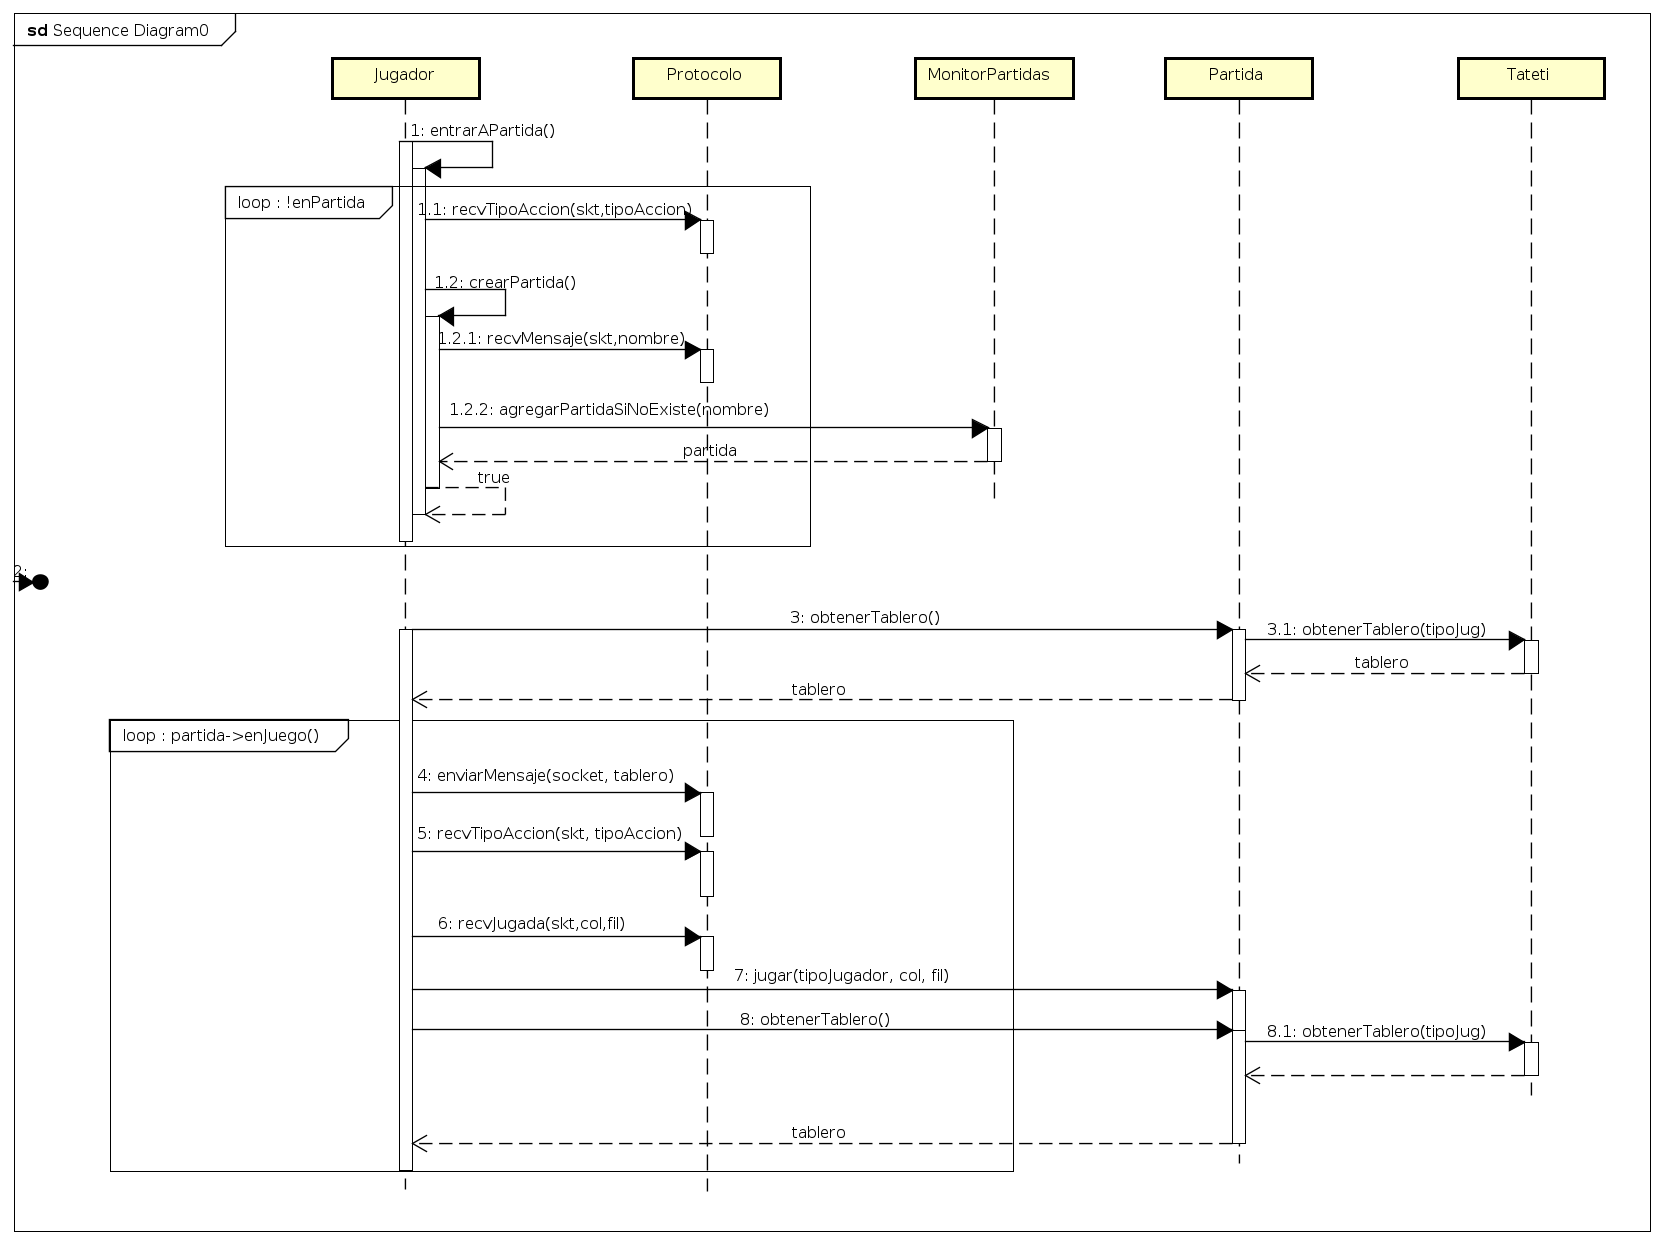 sd Sequence Diagram0
Jugador
Protocolo
MonitorPartidas
Partida
Tateti
1: entrarAPartida()
loop : !enPartida
1.1: recvTipoAccion(skt,tipoAccion)
1.2: crearPartida()
1.2.1: recvMensaje(skt,nombre)
1.2.2: agregarPartidaSiNoExiste(nombre)
partida
true
2:
3: obtenerTablero()
3.1: obtenerTablero(tipoJug)
tablero
tablero
loop : partida->enJuego()
4: enviarMensaje(socket, tablero)
5: recvTipoAccion(skt, tipoAccion)
6: recvJugada(skt,col,fil)
7: jugar(tipoJugador, col, fil)
8: obtenerTablero()
8.1: obtenerTablero(tipoJug)
tablero